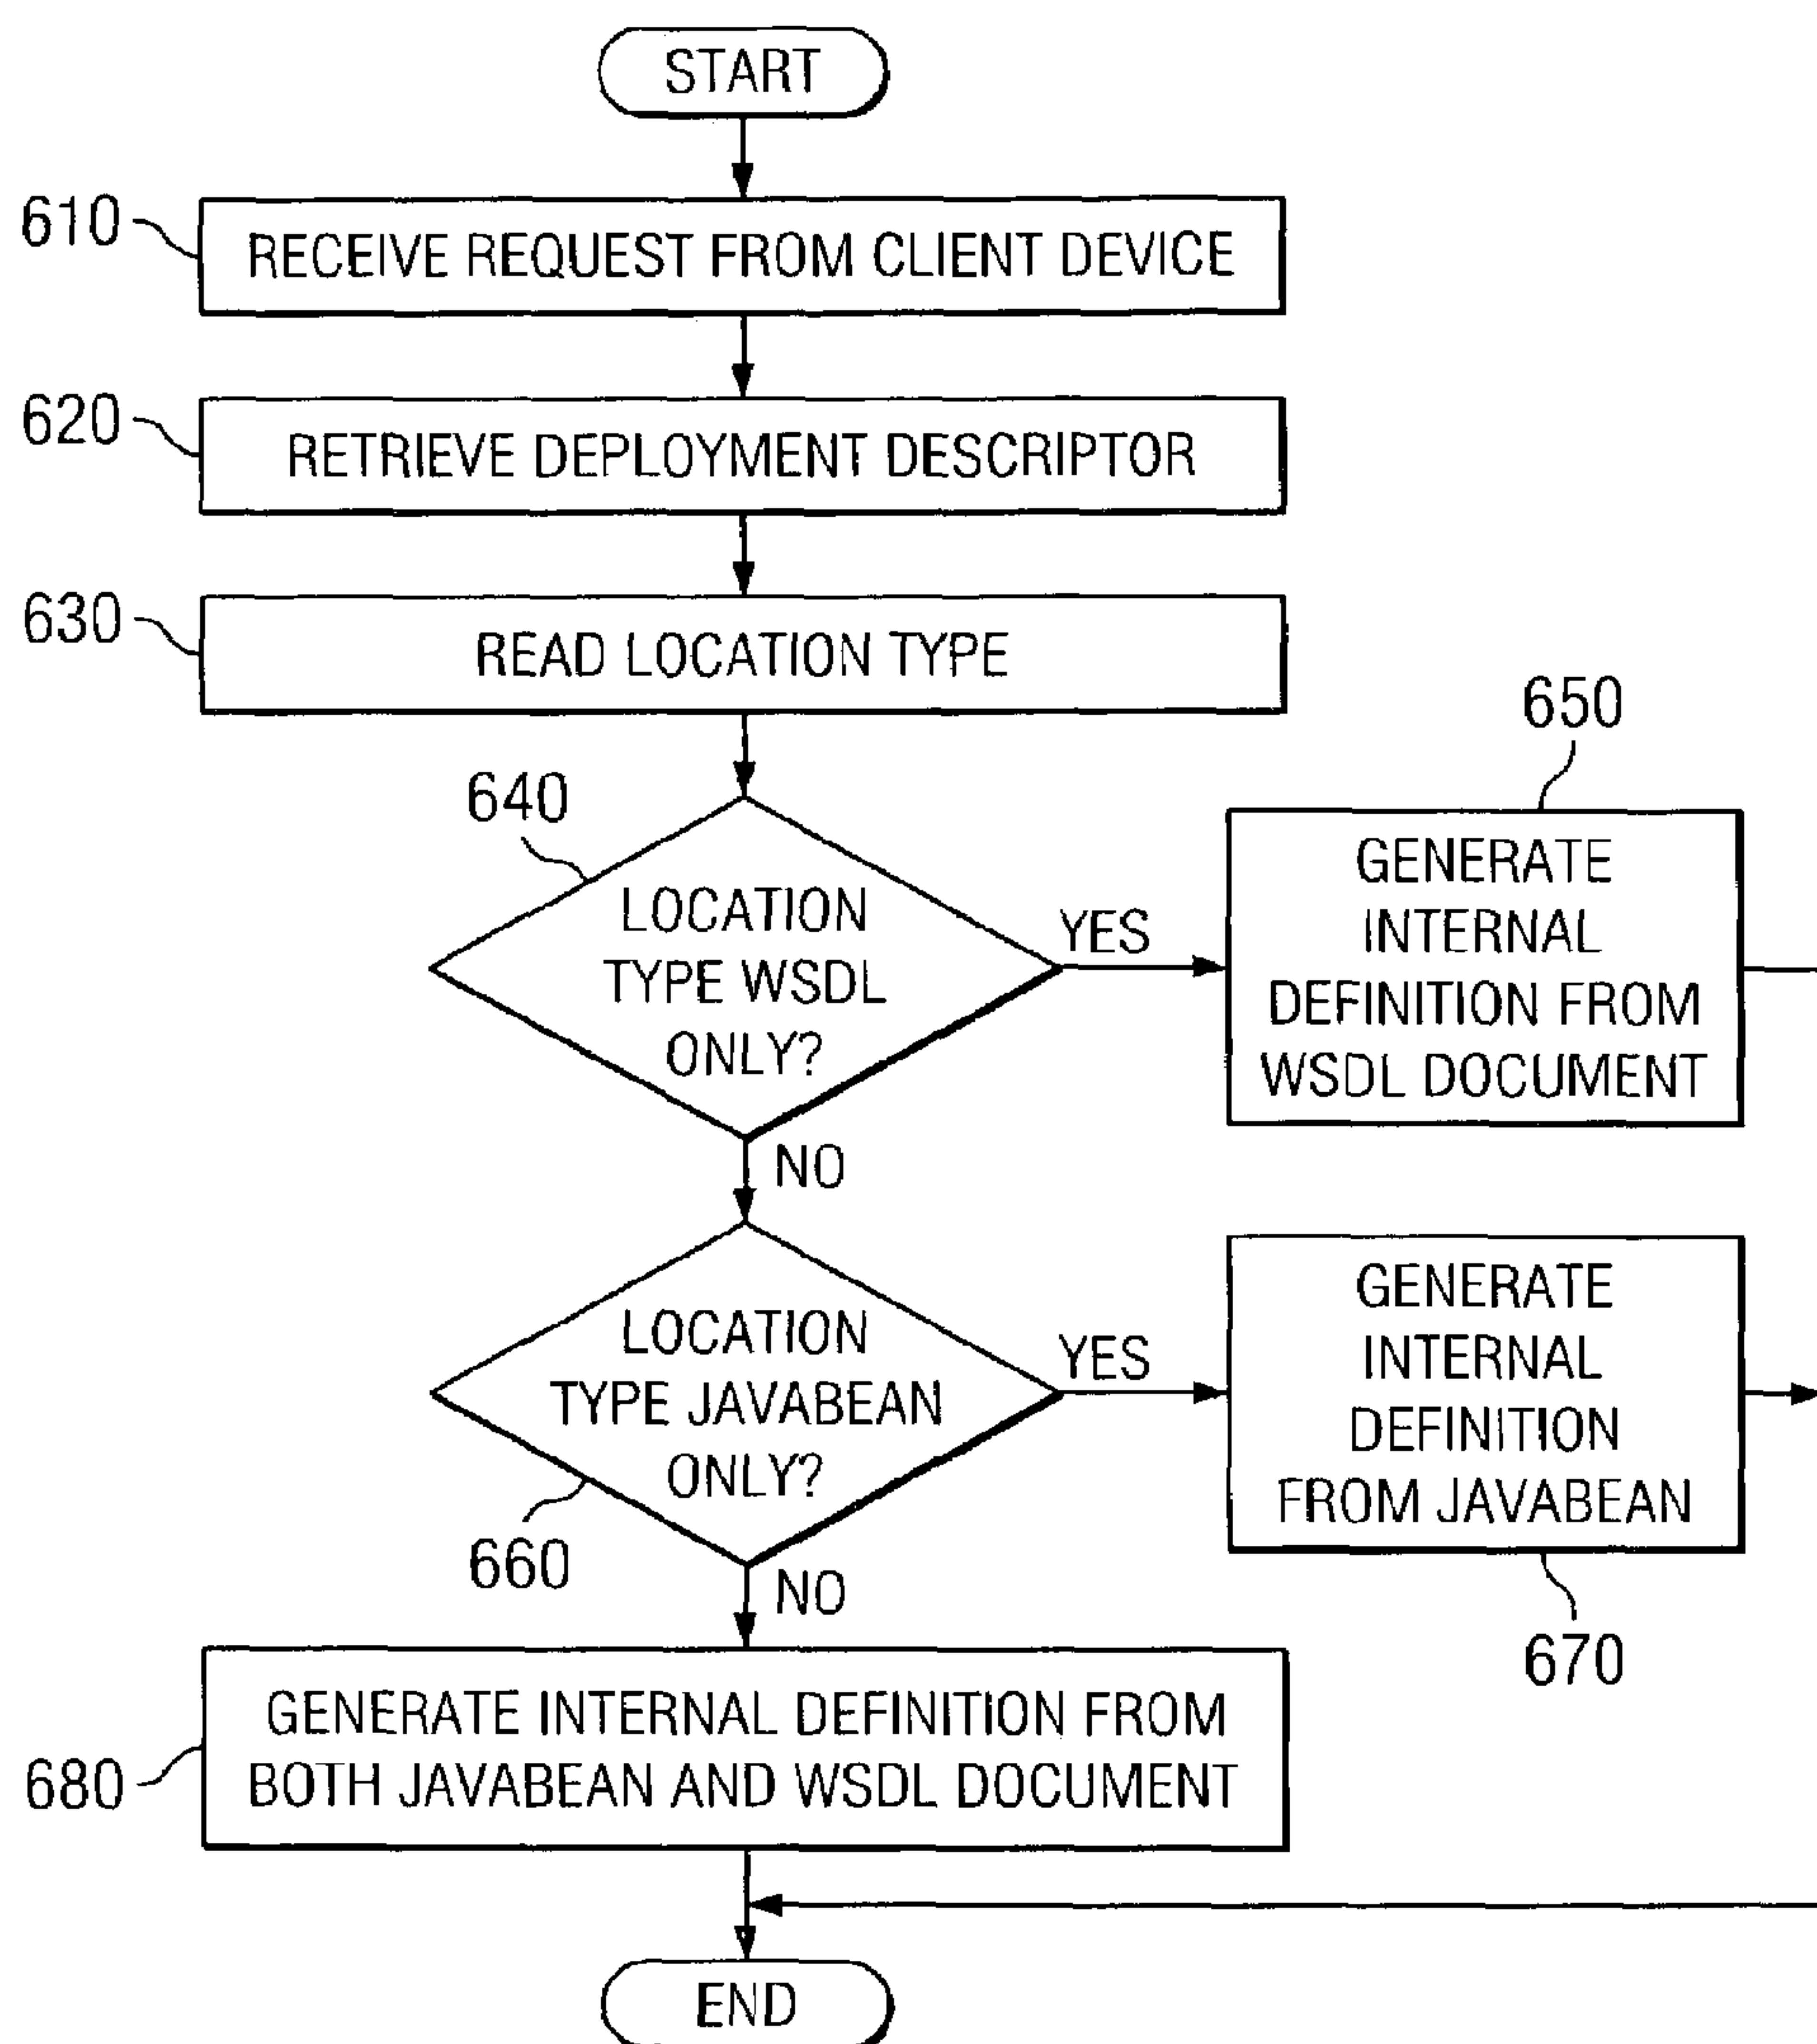 START
610
RECEIVE REQUEST FROM CLIENT DEVICE
620
RETRIEVE DEPLOYMENT DESCRIPTOR
630
READ LOCATION TYPE
640
LOCATION
TYPE WSDL
ONLY?
YES
650
GENERATE
INTERNAL
DEFINITION FROM
WSDL DOCUMENT
NO
LOCATION
TYPE JAVABEAN
ONLY?
660
YES
GENERATE
INTERNAL
DEFINITION
FROM JAVABEAN
670
NO
680
GENERATE INTERNAL DEFINITION FROM
BOTH JAVABEAN AND WSDL DOCUMENT
END